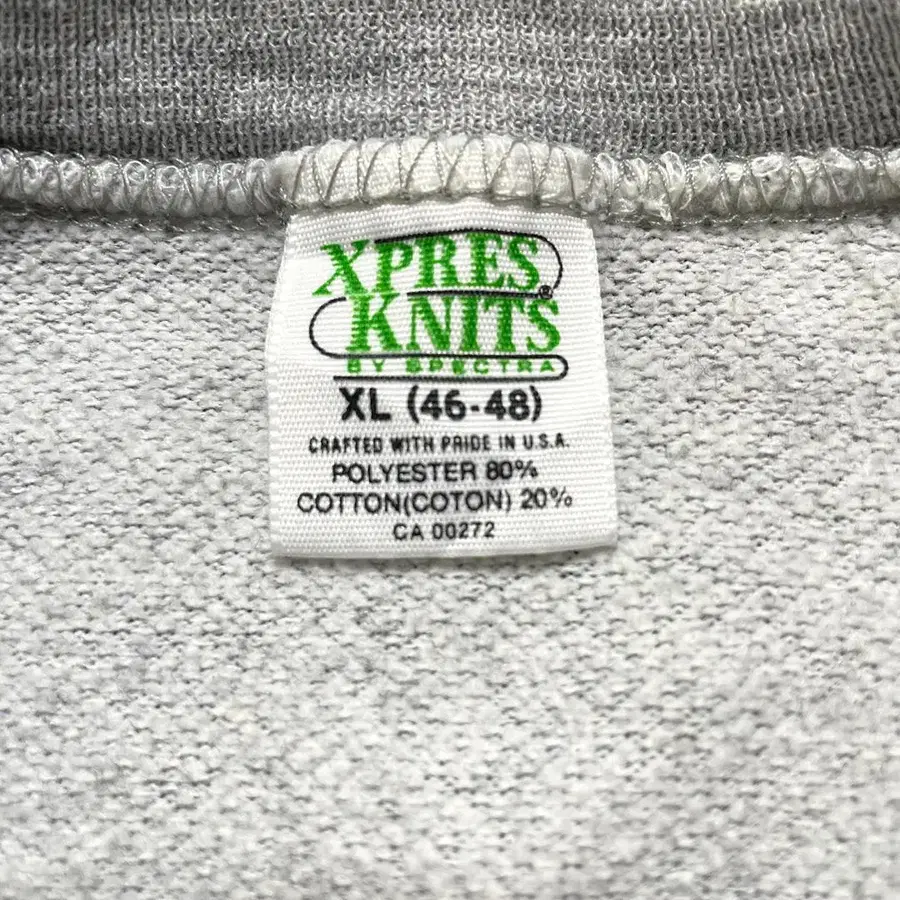 XPRES
KNITS®
BY SPECTRA
XL (46-48)
CRAFTED WITH PRIDE IN U.S.A.
POLYESTER 80%
COTTON(COTON) 20%
CA 00272